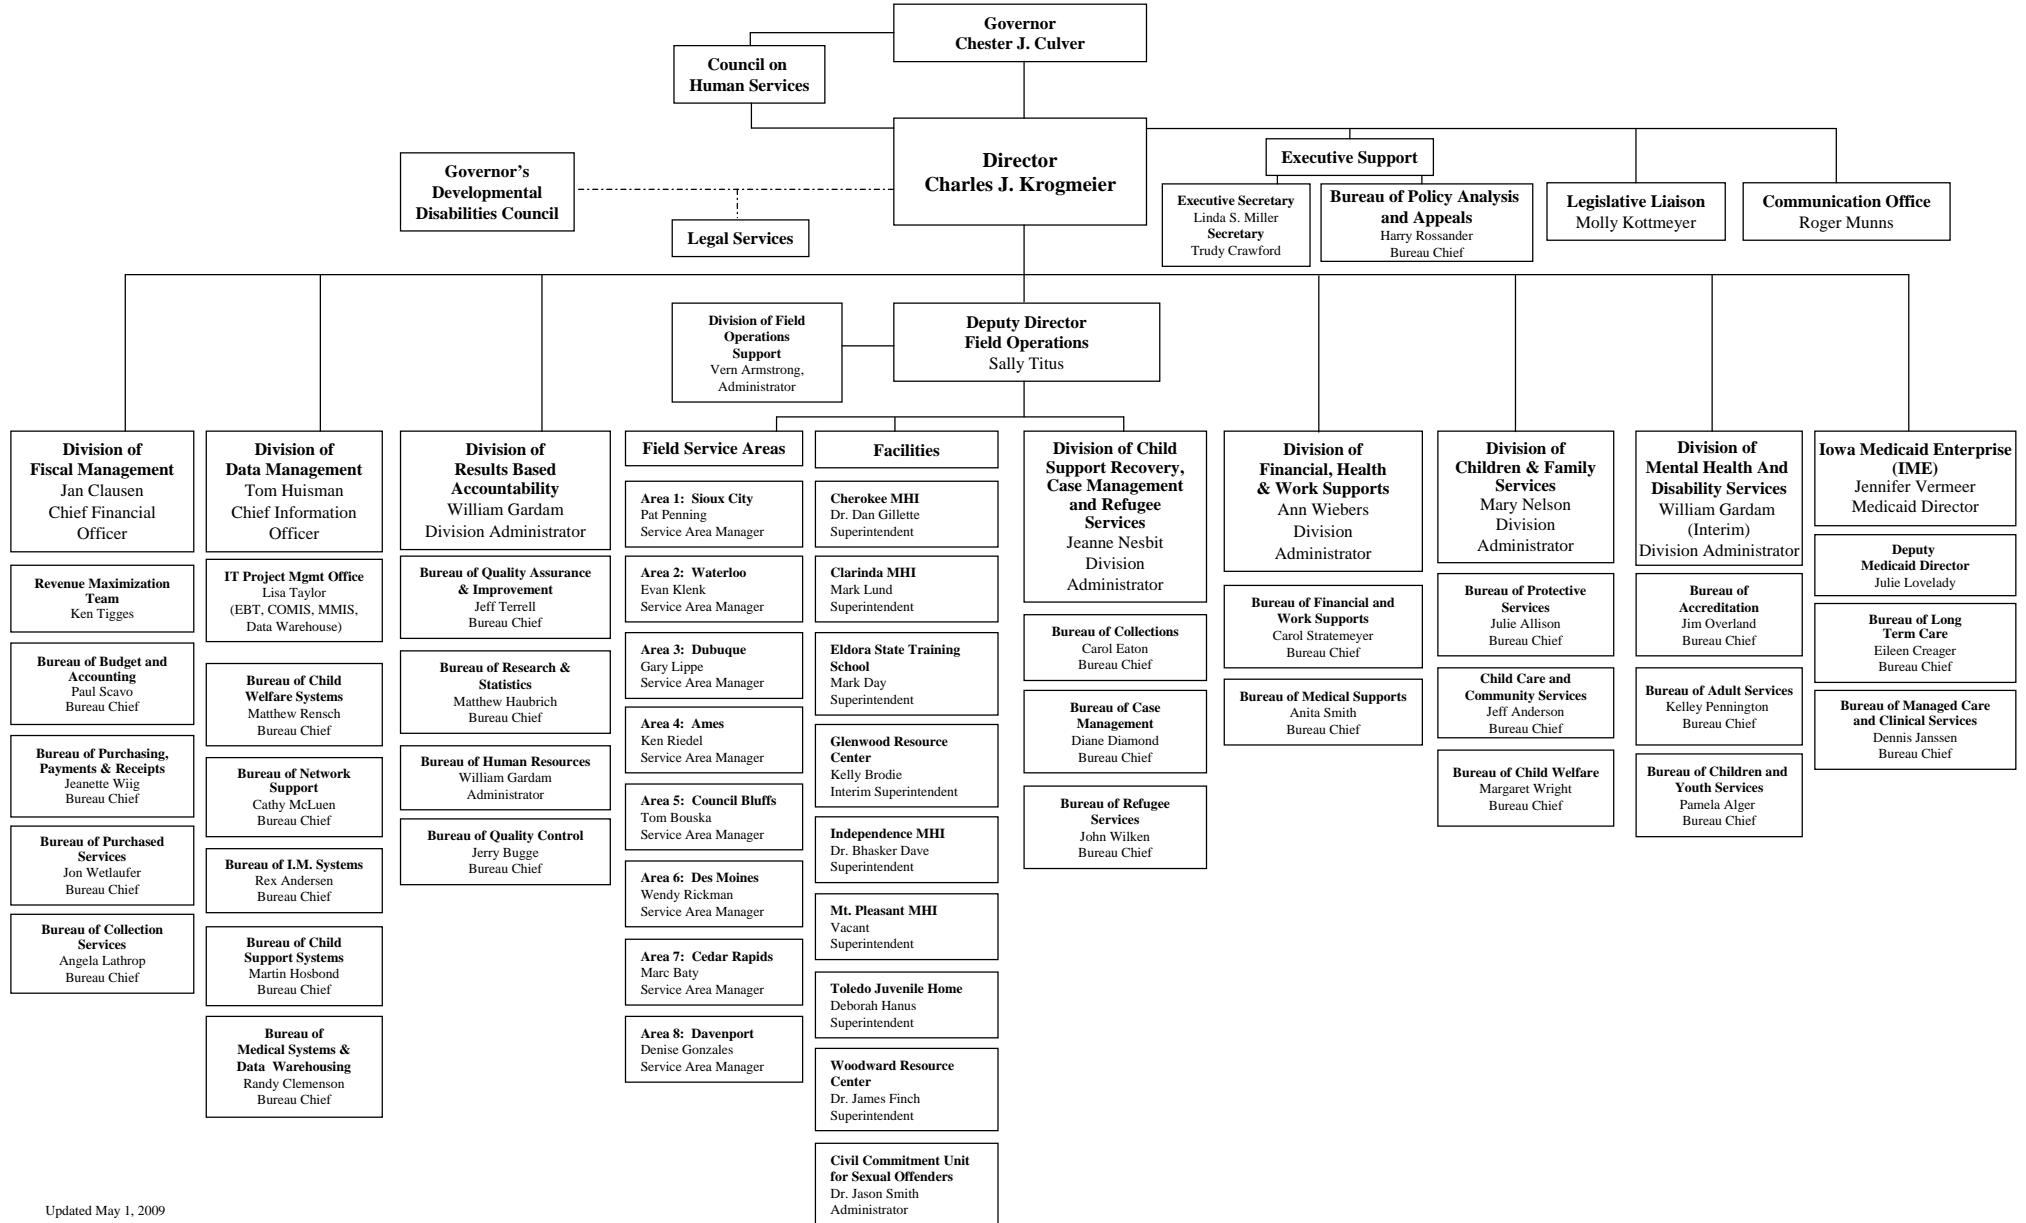 Governor
Chester J. Culver
Council on
Human Services
Director
Charles J. Krogmeier
Governor's
Developmental
Disabilities Council
Legal Services
Executive Support
Executive Secretary
Linda S. Miller
Secretary
Trudy Crawford
Bureau of Policy Analysis
and Appeals
Harry Rossander
Bureau Chief
Legislative Liaison
Molly Kottmeyer
Communication Office
Roger Munns
Division of Field
Operations
Support
Vern Armstrong,
Administrator
Deputy Director
Field Operations
Sally Titus
Division of
Fiscal Management
Jan Clausen
Chief Financial
Officer
Revenue Maximization
Team
Ken Tigges
Bureau of Budget and
Accounting
Paul Scavo
Bureau Chief
Bureau of Purchasing,
Payments & Receipts
Jeanette Wiig
Bureau Chief
Bureau of Purchased
Services
Jon Wetlaufer
Bureau Chief
Bureau of Collection
Services
Angela Lathrop
Bureau Chief
Division of
Data Management
Tom Huisman
Chief Information
Officer
IT Project Mgmt Office
Lisa Taylor
(EBT, COMIS, MMIS,
Data Warehouse)
Bureau of Child
Welfare Systems
Matthew Rensch
Bureau Chief
Bureau of Network
Support
Cathy McLuen
Bureau Chief
Bureau of I.M. Systems
Rex Andersen
Bureau Chief
Bureau of Child
Support Systems
Martin Hosbond
Bureau Chief
Bureau of
Medical Systems &
Data Warehousing
Randy Clemenson
Bureau Chief
Division of
Results Based
Accountability
William Gardam
Division Administrator
Bureau of Quality Assurance
& Improvement
Jeff Terrell
Bureau Chief
Bureau of Research &
Statistics
Matthew Haubrich
Bureau Chief
Bureau of Human Resources
William Gardam
Administrator
Bureau of Quality Control
Jerry Bugge
Bureau Chief
Field Service Areas
Area 1: Sioux City
Pat Penning
Service Area Manager
Area 2: Waterloo
Evan Klenk
Service Area Manager
Area 3: Dubuque
Gary Lippe
Service Area Manager
Area 4: Ames
Ken Riedel
Service Area Manager
Area 5: Council Bluffs
Tom Bouska
Service Area Manager
Area 6: Des Moines
Wendy Rickman
Service Area Manager
Area 7: Cedar Rapids
Marc Baty
Service Area Manager
Area 8: Davenport
Denise Gonzales
Service Area Manager
Facilities
Cherokee MHI
Dr. Dan Gillette
Superintendent
Clarinda MHI
Mark Lund
Superintendent
Eldora State Training
School
Mark Day
Superintendent
Glenwood Resource
Center
Kelly Brodie
Interim Superintendent
Independence MHI
Dr. Bhasker Dave
Superintendent
Mt. Pleasant MHI
Vacant
Superintendent
Toledo Juvenile Home
Deborah Hanus
Superintendent
Woodward Resource
Center
Dr. James Finch
Superintendent
Civil Commitment Unit
for Sexual Offenders
Dr. Jason Smith
Administrator
Division of Child
Support Recovery,
Case Management
and Refugee
Services
Jeanne Nesbit
Division
Administrator
Bureau of Collections
Carol Eaton
Bureau Chief
Bureau of Case
Management
Diane Diamond
Bureau Chief
Bureau of Refugee
Services
John Wilken
Bureau Chief
Division of
Financial, Health
& Work Supports
Ann Wiebers
Division
Administrator
Bureau of Financial and
Work Supports
Carol Stratemeyer
Bureau Chief
Bureau of Medical Supports
Anita Smith
Bureau Chief
Division of
Children & Family
Services
Mary Nelson
Division
Administrator
Bureau of Protective
Services
Julie Allison
Bureau Chief
Child Care and
Community Services
Jeff Anderson
Bureau Chief
Bureau of Child Welfare
Margaret Wright
Bureau Chief
Division of
Mental Health And
Disability Services
William Gardam
(Interim)
Division Administrator
Bureau of
Accreditation
Jim Overland
Bureau Chief
Bureau of Adult Services
Kelley Pennington
Bureau Chief
Bureau of Children and
Youth Services
Pamela Alger
Bureau Chief
Iowa Medicaid Enterprise
(IME)
Jennifer Vermeer
Medicaid Director
Deputy
Medicaid Director
Julie Lovelady
Bureau of Long
Term Care
Eileen Creager
Bureau Chief
Bureau of Managed Care
and Clinical Services
Dennis Janssen
Bureau Chief
Updated May 1, 2009